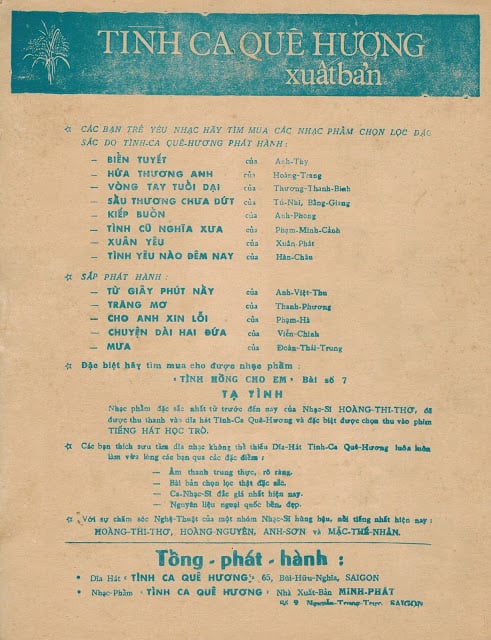 TÌNH CA QUÊ HƯƠNG
xuất bản
CÁC BẠN TRẺ YÊU NHẠC HÃY TÌM MUA CÁC NHẠC PHẨM CHỌN LỌC ĐẶC
SẮC DO TÌNH-CA QUÊ-HƯƠNG PHÁT HÀNH :
— BIỂN TUYẾT của Anh-Thy
— HỨA THƯƠNG ANH của Hoàng-Trang
— VÒNG TAY TUỔI DẠI của Thương-Thanh-Bình
— SẦU THƯƠNG CHƯA DỨT của Tú-Nhi, Bằng-Giang
— KIẾP BUỒN của Anh-Phong
— TÌNH CŨ NGHĨA XƯA của Phạm-Minh-Cảnh
— XUÂN YÊU của Xuân-Phát
— TÌNH YÊU NÀO ĐÊM NAY của Hàn-Châu
SẮP PHÁT HÀNH :
— TỪ GIÂY PHÚT NẦY của Anh-Việt-Thu
— TRĂNG MƠ của Thanh-Phương
— CHO ANH XIN LỖI của Phạm-Hà
— CHUYỆN DÀI HAI ĐỨA của Viễn-Chinh
— MƯA của Đoàn-Thái-Trung
Đặc biệt hãy tìm mua cho được nhạc phẩm :
« TÌNH HỒNG CHO EM » Bài số 7
TẠ TÌNH
Nhạc phẩm đặc sắc nhất từ trước đến nay của Nhạc-Sĩ HOÀNG-THI-THƠ, đã
được thu thanh vào dĩa hát Tình-Ca Quê-Hương và đặc biệt được chọn thu vào phim
TIẾNG HÁT HỌC TRÒ.
Các bạn thích sưu tầm dĩa nhạc không thể thiếu Dĩa-Hát Tình-Ca Quê-Hương luôn luôn
làm vừa lòng các bạn qua các đặc điểm :
— Âm thanh trung thực, rõ ràng.
— Bài bản chọn lọc thật đặc sắc.
— Ca-Nhạc-Sĩ đắc giá nhất hiện nay.
— Nguyên liệu ngoại quốc bền, đẹp.
Với sự chăm sóc Nghệ-Thuật của một nhóm Nhạc-Sĩ hùng hậu, nổi tiếng nhất hiện nay :
HOÀNG-THI-THƠ, HOÀNG-NGUYÊN, ANH-SƠN và MẶC-THẾ-NHÂN.
Tổng - phát - hành :
• Dĩa Hát « TÌNH CA QUÊ HƯƠNG » 65, Bùi-Hữu-Nghĩa, SAIGON
• Nhạc-Phẩm « TÌNH CA QUÊ HƯƠNG » Nhà Xuất-Bản MINH-PHÁT
Số 9 Nguyễn-Trung-Trực, SAIGON